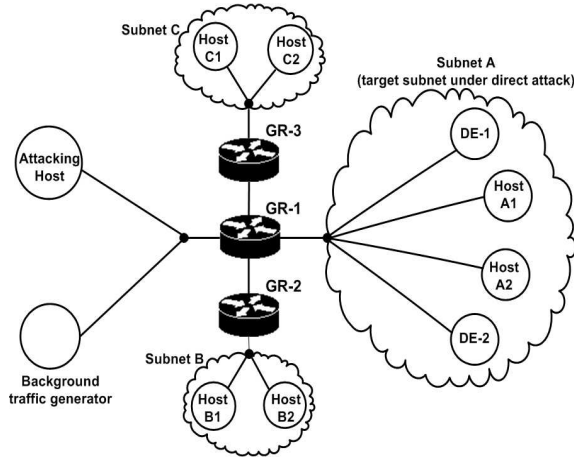 Subnet C
Host
C1
Host
C2
Subnet A
(target subnet under direct attack)
GR-3
DE-1
Attacking
Host
GR-1
Host
A1
Host
A2
GR-2
DE-2
Subnet B
Background
traffic generator
Host
B1
Host
B2